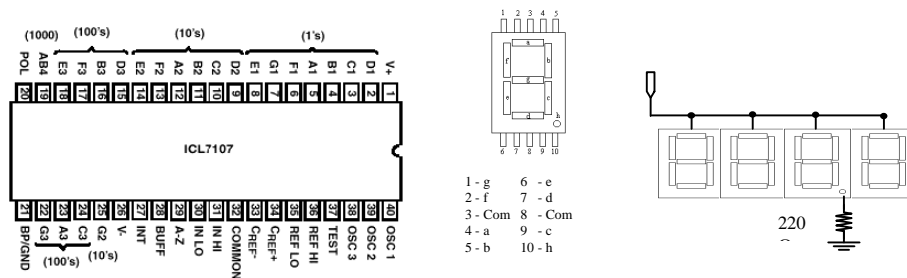 (1000) (100's) (10's) (1's)
POL AB4 E3 F3 B3 D3 E2 F2 A2 B2 C2 D2 E1 G1 F1 A1 B1 C1 D1 V+
20 19 18 17 16 15 14 13 12 11 10 9 8 7 6 5 4 3 2 1
ICL7107
21 22 23 24 25 26 27 28 29 30 31 32 33 34 35 36 37 38 39 40
BP/GND G3 A3 C3 G2 V- INT BUFF A-Z IN LO IN HI COMMON CREF- CREF+ REF LO REF HI TEST OSC 3 OSC 2 OSC 1
(100's) (10's)
1 2 3 4 5
a
f b
g
e c
d h
6 7 8 9 10
1 - g 6 - e
2 - f 7 - d
3 - Com 8 - Com
4 - a 9 - c
5 - b 10 - h
220